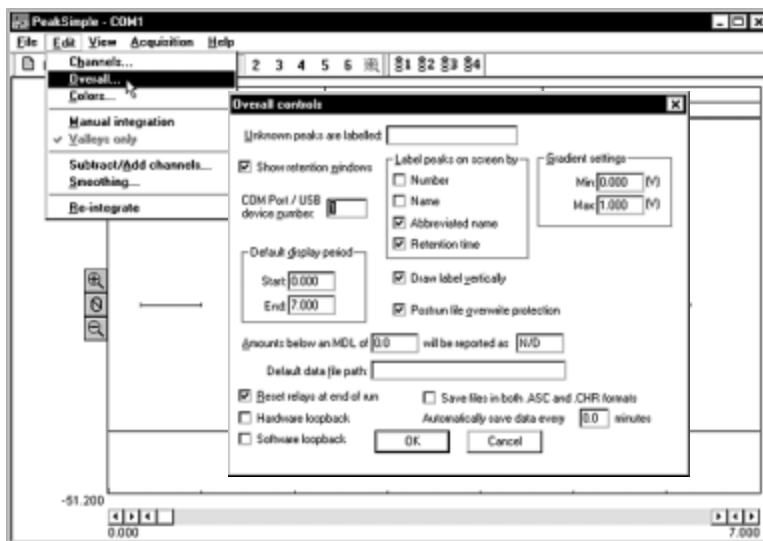 PeakSimple - COM1
File Edit View Acquisition Help
2 3 4 5 6 1 2 3 4
Channels...
Overall...
Colors...
Manual integration
Valleys only
Subtract/Add channels...
Smoothing...
Re-integrate
Overall controls
Unknown peaks are labelled:
Show retention windows
COM Port / USB
device number:
Default display period
Start: 0.000
End: 7.000
Label peaks on screen by
Number
Name
Abbreviated name
Retention time
Gradient settings
Min: 0.000 (V)
Max: 1.000 (V)
Draw label vertically
Postrun file overwrite protection
Amounts below an MDL of 0.0 will be reported as N/D
Default data file path:
Reset relays at end of run
Save files in both .ASC and .CHR formats
Hardware loopback
Automatically save data every 0.0 minutes
Software loopback
OK Cancel
-51.200
0.000 7.000